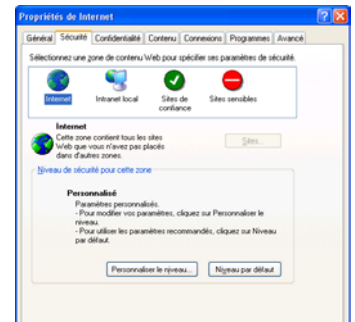 Propriétés de Internet
Général Sécurité Confidentialité Contenu Connexions Programmes Avancé
Sélectionnez une zone de contenu Web pour spécifier ses paramètres de sécurité.
Internet Intranet local Sites de confiance Sites sensibles
Internet
Cette zone contient tous les sites
Web que vous n'avez pas placés
dans d'autres zones.
Sites...
Niveau de sécurité pour cette zone
Personnalisé
Paramètres personnalisés.
- Pour modifier vos paramètres, cliquez sur Personnaliser le
niveau.
- Pour utiliser les paramètres recommandés, cliquez sur Niveau
par défaut.
Personnaliser le niveau... Niveau par défaut